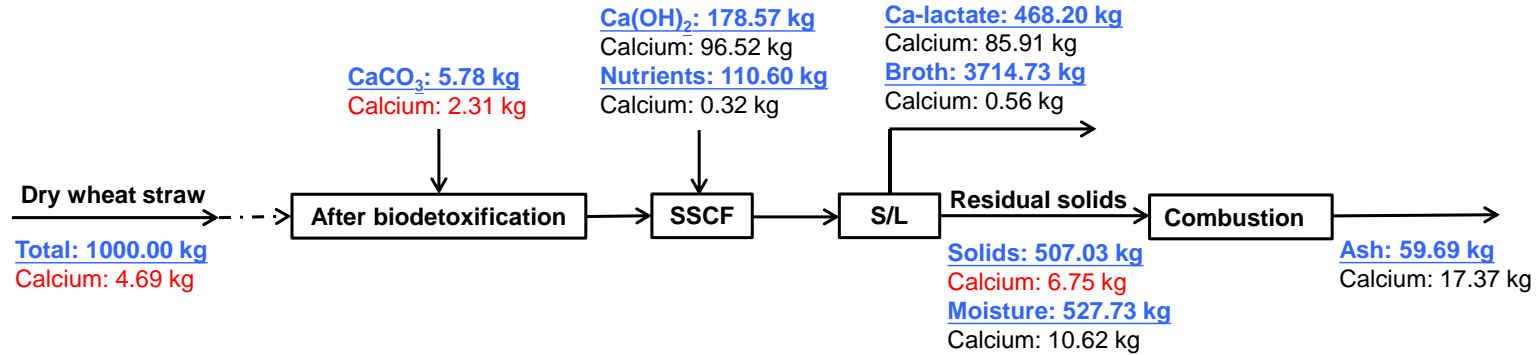 Ca(OH)₂: 178.57 kg
Calcium: 96.52 kg
Nutrients: 110.60 kg
Calcium: 0.32 kg
Ca-lactate: 468.20 kg
Calcium: 85.91 kg
Broth: 3714.73 kg
Calcium: 0.56 kg
CaCO₃: 5.78 kg
Calcium: 2.31 kg
Dry wheat straw
After biodetoxification
SSCF
S/L
Residual solids
Combustion
Total: 1000.00 kg
Calcium: 4.69 kg
Solids: 507.03 kg
Calcium: 6.75 kg
Moisture: 527.73 kg
Calcium: 10.62 kg
Ash: 59.69 kg
Calcium: 17.37 kg